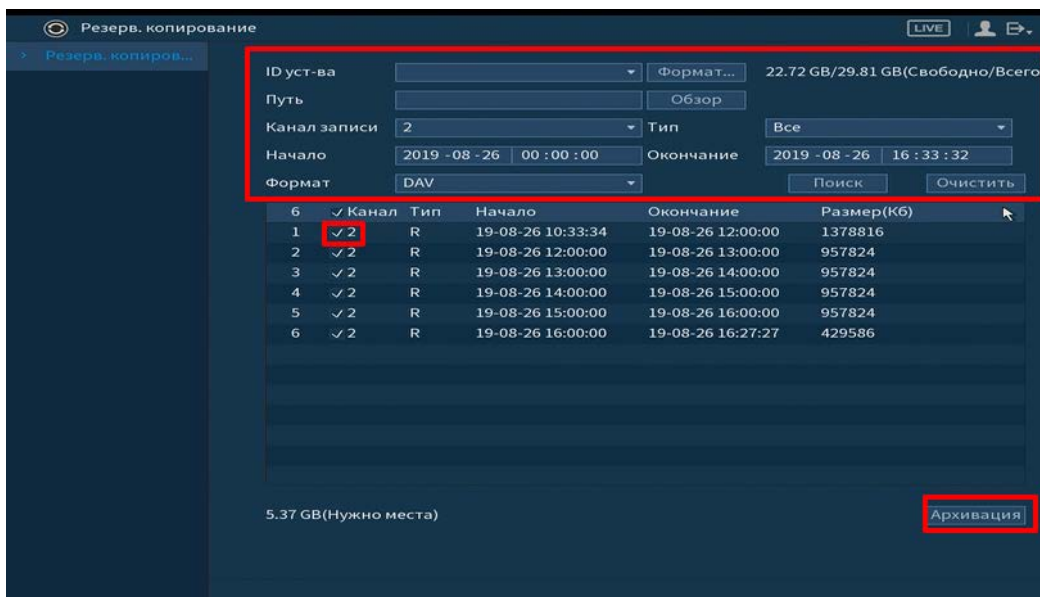 Резерв. копирование LIVE
Резерв. копиров...
ID уст-ва Формат... 22.72 GB/29.81 GB(Свободно/Всего
Путь Обзор
Канал записи 2 Тип Все
Начало 2019 -08 -26 00 : 00 : 00 Окончание 2019 -08 -26 16 : 33 : 32
Формат DAV Поиск Очистить
6 Канал Тип Начало Окончание Размер(Кб)
1 2 R 19-08-26 10:33:34 19-08-26 12:00:00 1378816
2 2 R 19-08-26 12:00:00 19-08-26 13:00:00 957824
3 2 R 19-08-26 13:00:00 19-08-26 14:00:00 957824
4 2 R 19-08-26 14:00:00 19-08-26 15:00:00 957824
5 2 R 19-08-26 15:00:00 19-08-26 16:00:00 957824
6 2 R 19-08-26 16:00:00 19-08-26 16:27:27 429586
5.37 GB(Нужно места) Архивация